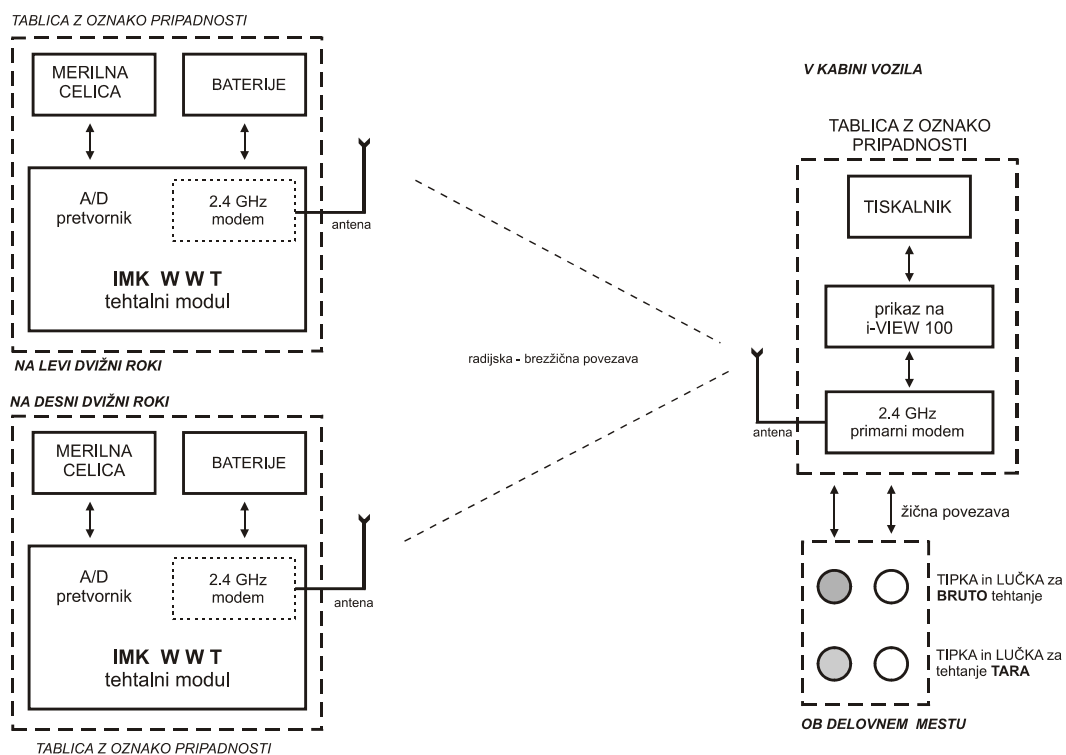 TABLICA Z OZNAKO PRIPADNOSTI
MERILNA
CELICA
BATERIJE
A/D
pretvornik
2.4 GHz
modem
antena
IMK W W T
tehtalni modul
NA LEVI DVIŽNI ROKI
NA DESNI DVIŽNI ROKI
MERILNA
CELICA
BATERIJE
A/D
pretvornik
2.4 GHz
modem
antena
IMK W W T
tehtalni modul
TABLICA Z OZNAKO PRIPADNOSTI
radijska - brezžična povezava
V KABINI VOZILA
TABLICA Z OZNAKO
PRIPADNOSTI
TISKALNIK
prikaz na
i-VIEW 100
2.4 GHz
primarni modem
antena
žična povezava
TIPKA in LUČKA za
BRUTO tehtanje
TIPKA in LUČKA za
tehtanje TARA
OB DELOVNEM MESTU